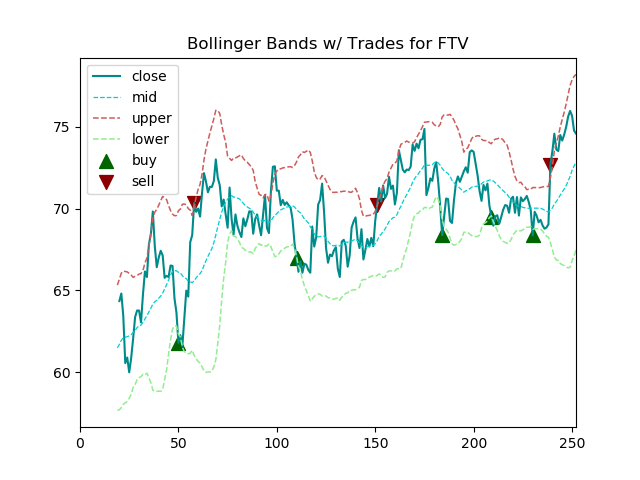 Bollinger Bands w/ Trades for FTV
close
mid
upper
lower
buy
sell
75
70
65
60
0 50 100 150 200 250